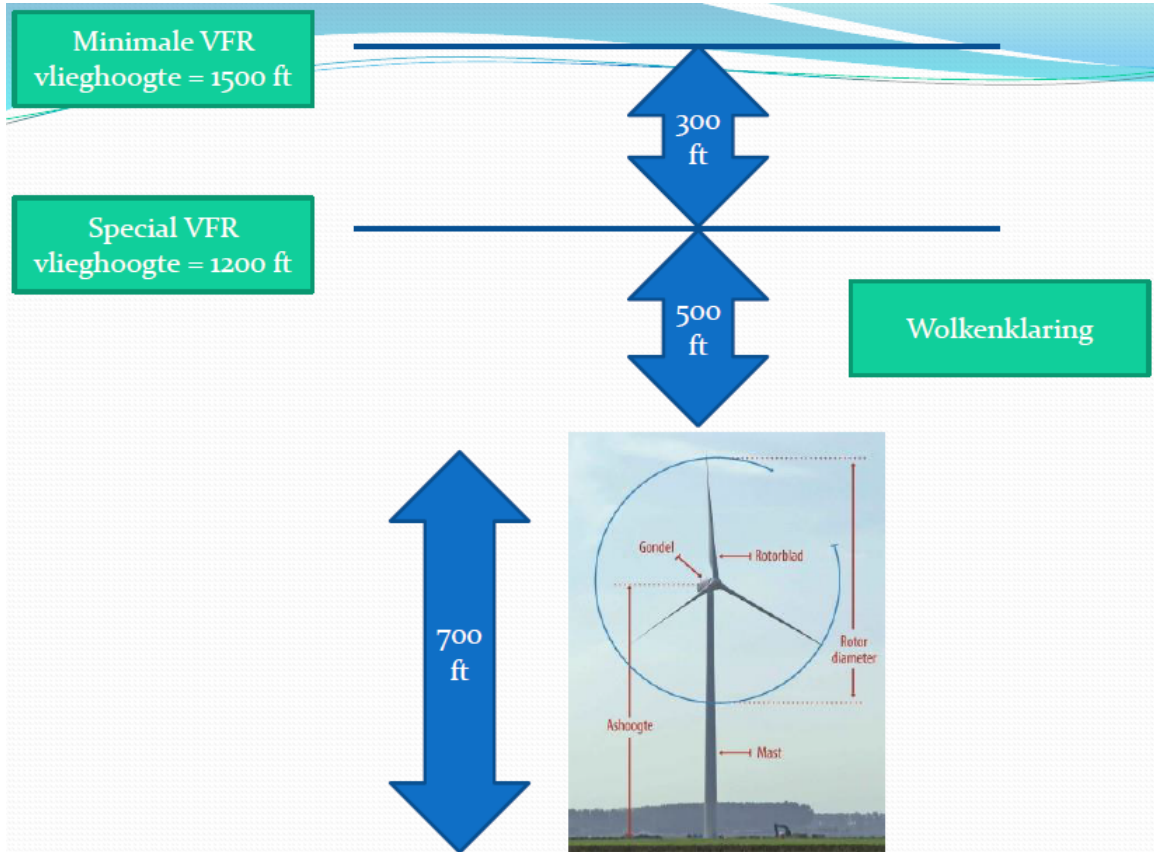 Minimale VFR
vlieghoogte = 1500 ft
300
ft
Special VFR
vlieghoogte = 1200 ft
500
ft
Wolkenklaring
700
ft
Gondel
Rotorblad
Rotor
diameter
Ashoogte
Mast